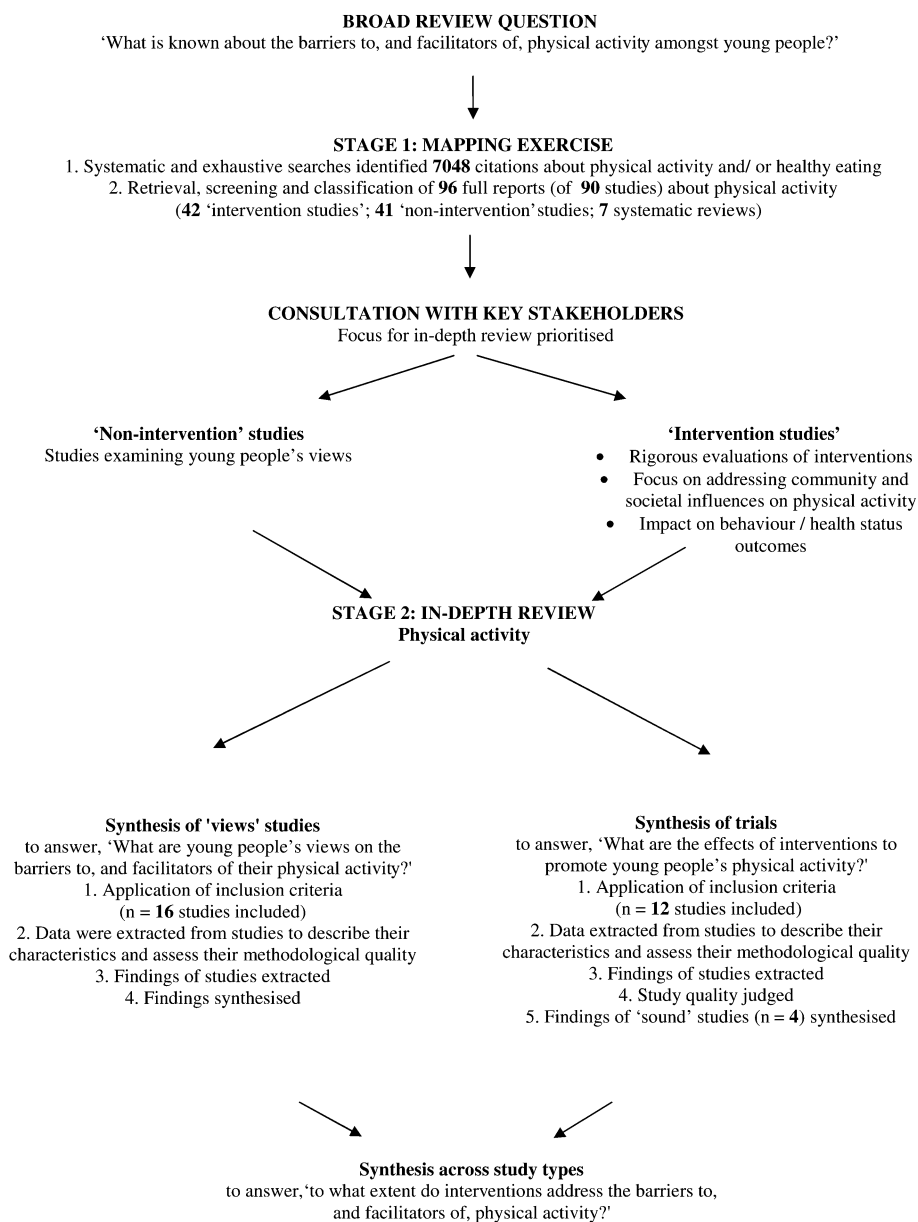 BROAD REVIEW QUESTION
‘What is known about the barriers to, and facilitators of, physical activity amongst young people?’
STAGE 1: MAPPING EXERCISE
1. Systematic and exhaustive searches identified 7048 citations about physical activity and/ or healthy eating
2. Retrieval, screening and classification of 96 full reports (of 90 studies) about physical activity
(42 ‘intervention studies’; 41 ‘non-intervention’studies; 7 systematic reviews)
CONSULTATION WITH KEY STAKEHOLDERS
Focus for in-depth review prioritised
‘Non-intervention’ studies
Studies examining young people’s views
‘Intervention studies’
• Rigorous evaluations of interventions
• Focus on addressing community and
societal influences on physical activity
• Impact on behaviour / health status
outcomes
STAGE 2: IN-DEPTH REVIEW
Physical activity
Synthesis of 'views' studies
to answer, ‘What are young people’s views on the
barriers to, and facilitators of their physical activity?'
1. Application of inclusion criteria
(n = 16 studies included)
2. Data were extracted from studies to describe their
characteristics and assess their methodological quality
3. Findings of studies extracted
4. Findings synthesised
Synthesis of trials
to answer, ‘What are the effects of interventions to
promote young people’s physical activity?'
1. Application of inclusion criteria
(n = 12 studies included)
2. Data extracted from studies to describe their
characteristics and assess their methodological quality
3. Findings of studies extracted
4. Study quality judged
5. Findings of ‘sound’ studies (n = 4) synthesised
Synthesis across study types
to answer,‘to what extent do interventions address the barriers to,
and facilitators of, physical activity?'